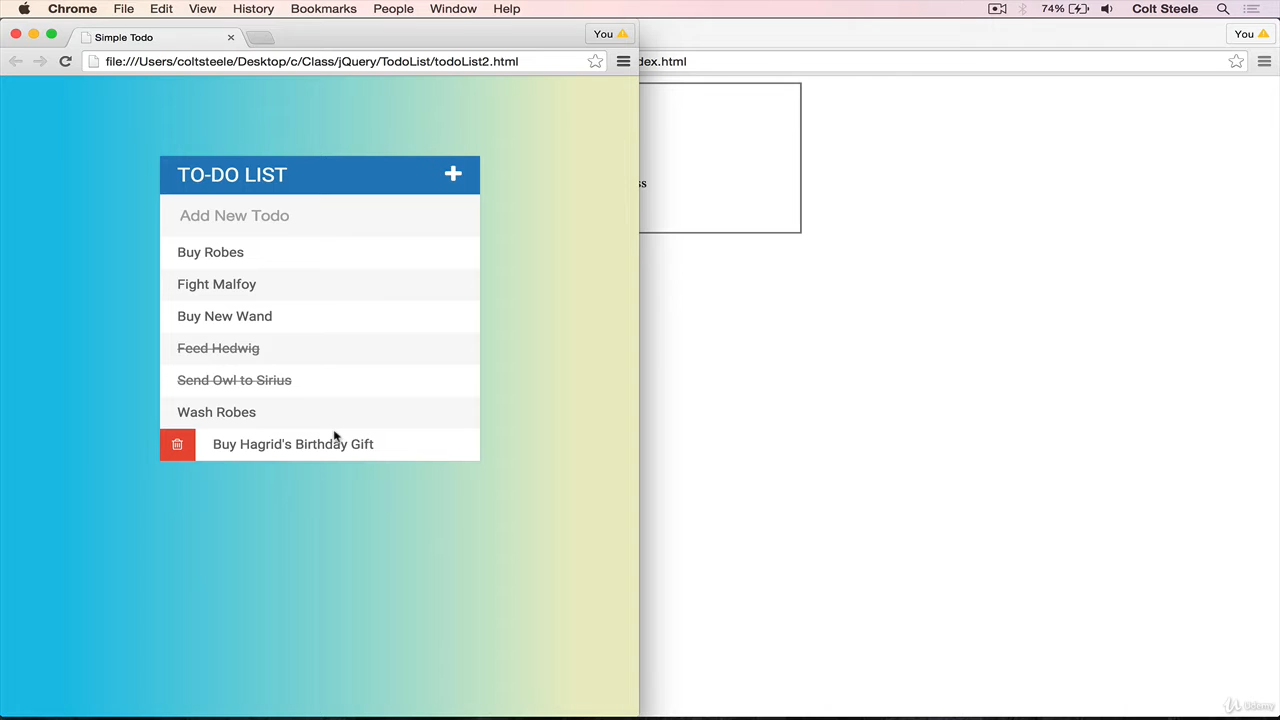 Chrome File Edit View History Bookmarks People Window Help 74% Colt Steele
Simple Todo You You
file:///Users/coltsteele/Desktop/c/Class/jQuery/TodoList/todoList2.html dex.html
TO-DO LIST
Add New Todo
Buy Robes
Fight Malfoy
Buy New Wand
Feed Hedwig
Send Owl to Sirius
Wash Robes
Buy Hagrid's Birthday Gift
ss
Udemy